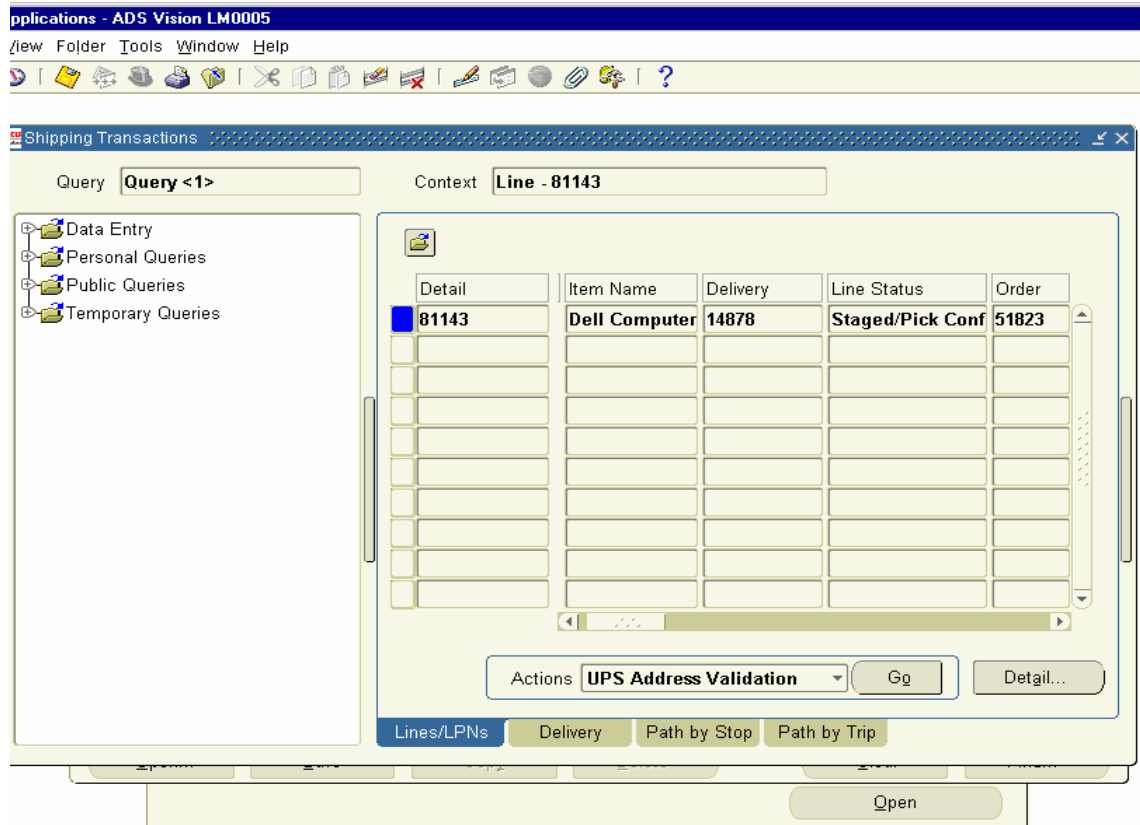 pplications - ADS Vision LM0005
View Folder Tools Window Help
Shipping Transactions
Query Query <1> Context Line - 81143
Data Entry
Personal Queries
Public Queries
Temporary Queries
Detail Item Name Delivery Line Status Order
81143 Dell Computer 14878 Staged/Pick Conf 51823
Actions UPS Address Validation Go Detail...
Lines/LPNs Delivery Path by Stop Path by Trip
Open